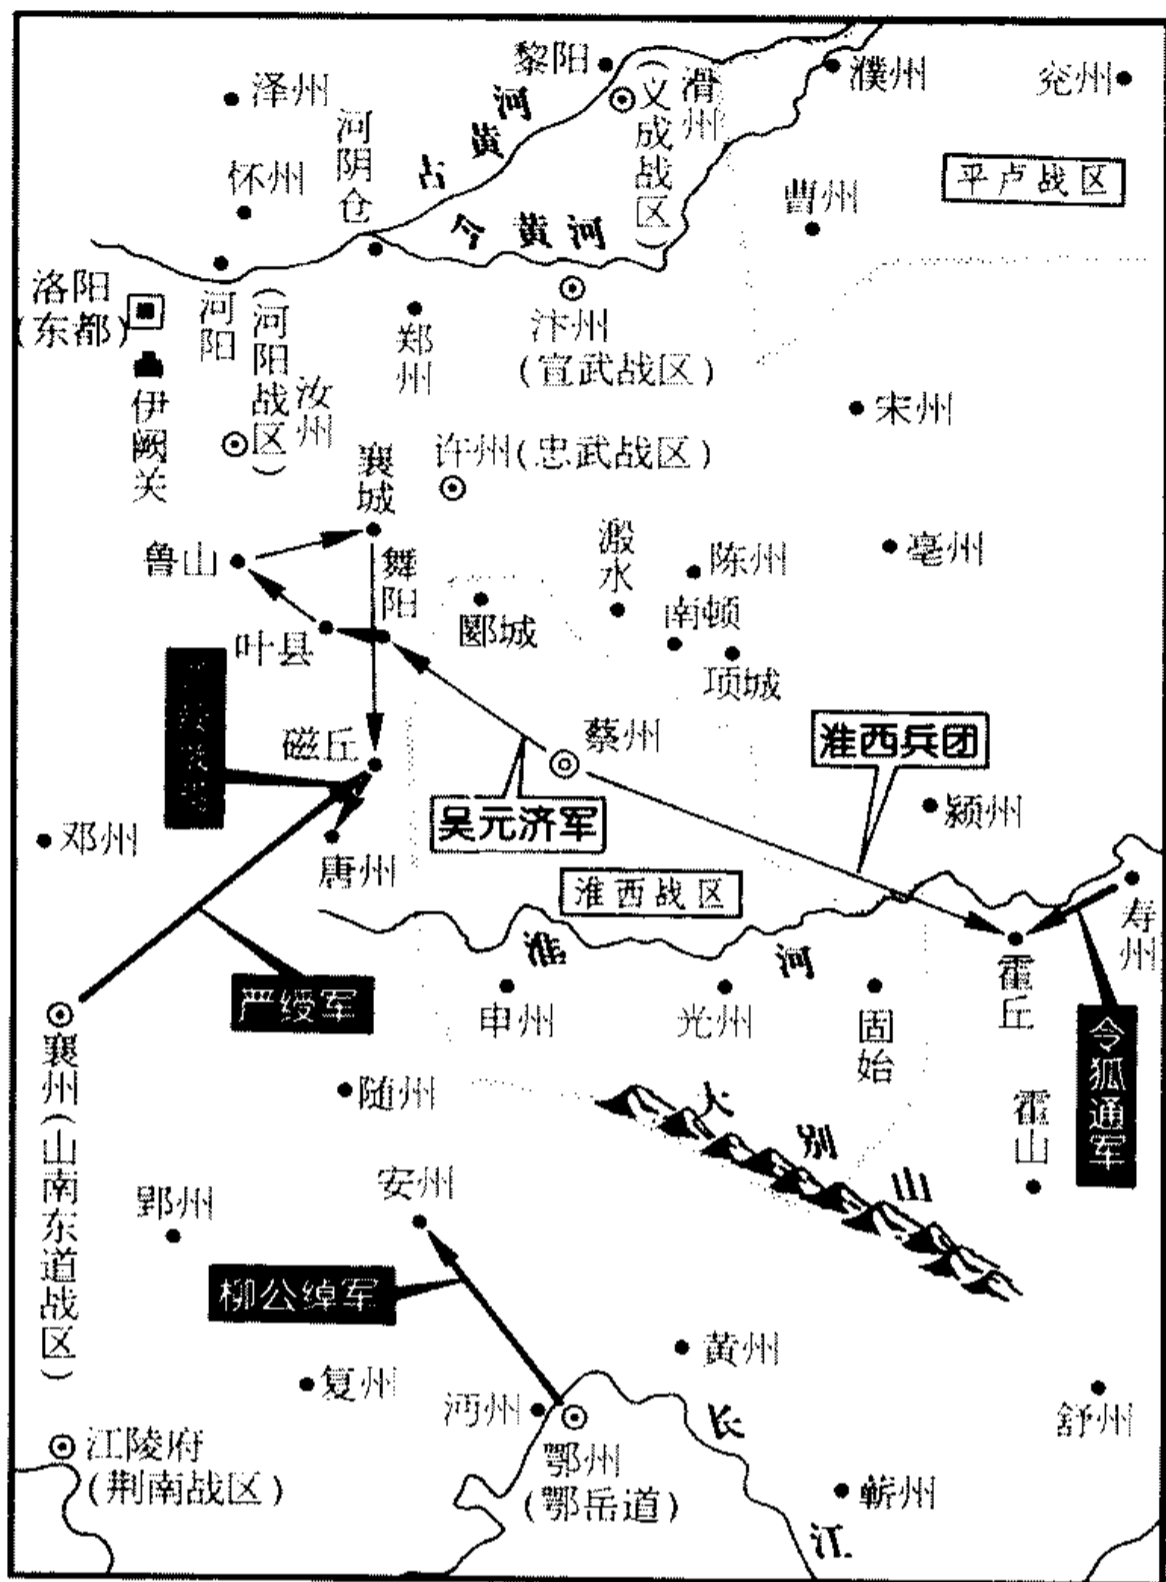 黎阳
濮州
兖州
泽州
滑州
(义成战区)
古黄河
河阴仓
怀州
平卢战区
曹州
今黄河
洛阳
(东都)
河阳
(河阳战区)
郑州
汴州
(宣武战区)
伊阙关
汝州
宋州
襄城
许州(忠武战区)
鲁山
舞阳
溵水
陈州
亳州
郾城
南顿
叶县
项城
磁丘
蔡州
淮西兵团
吴元济军
颍州
邓州
唐州
淮西战区
寿州
淮河
霍丘
严绶军
申州
光州
固始
襄州(山南东道战区)
令狐通军
随州
大别山
霍山
安州
郢州
柳公绰军
黄州
复州
沔州
舒州
长江
江陵府
(荆南战区)
鄂州
(鄂岳道)
蕲州